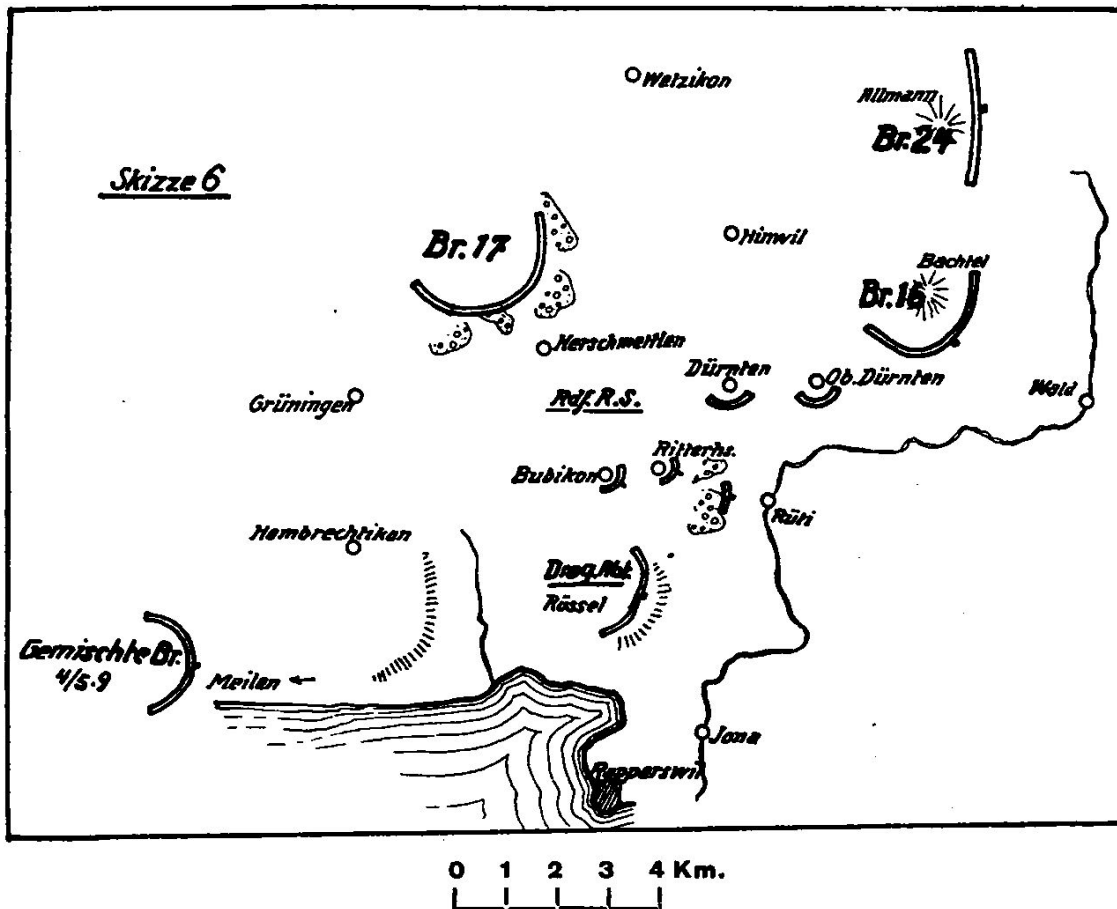 Wetzikon
Allmann
Br. 24
Skizze 6
Br. 17
Hinwil
Bachtel
Br. 16
Herschmettlen
Dürnten
Ob. Dürnten
Grüningen
Rdf. R.S.
Wald
Ritterhs.
Bubikon
Rüti
Hombrechtikon
Drag. Abt.
Rüssel
Gemischte Br.
4/5.9
Meilen
Jona
Rapperswil
0 1 2 3 4 Km.